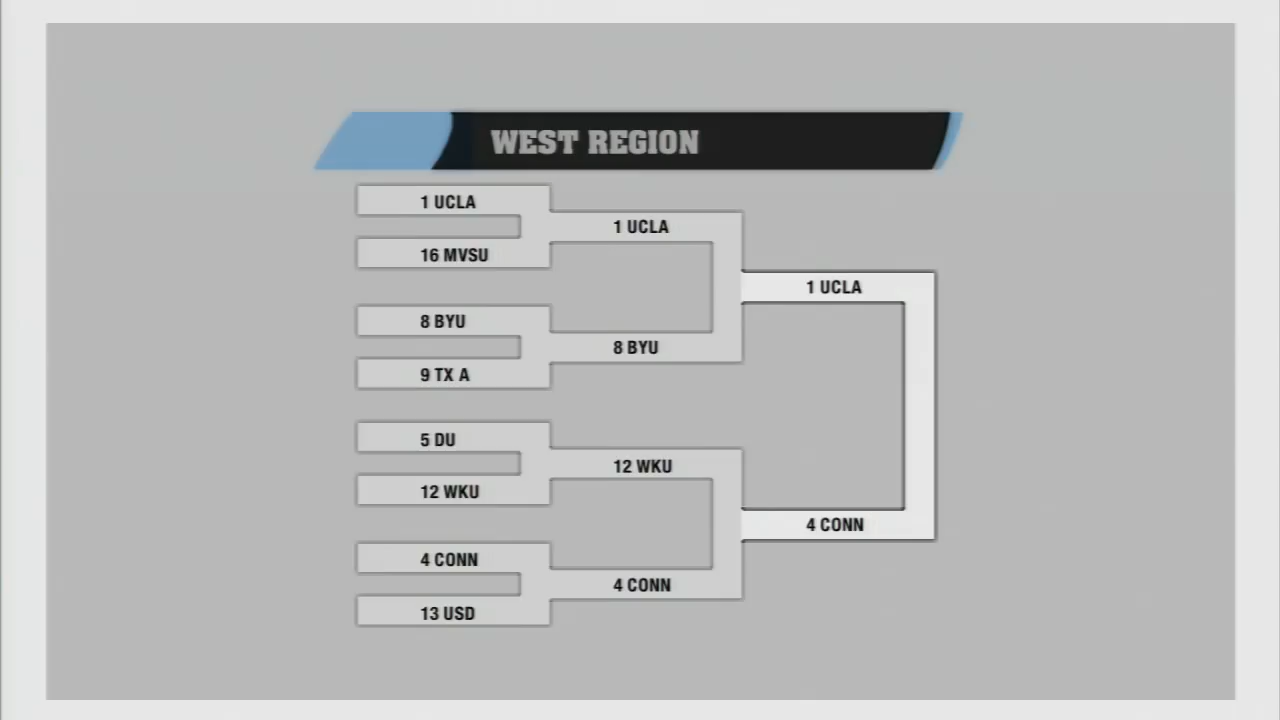 WEST REGION
1 UCLA
16 MVSU
8 BYU
9 TX A
5 DU
12 WKU
4 CONN
13 USD
1 UCLA
8 BYU
12 WKU
4 CONN
1 UCLA
4 CONN